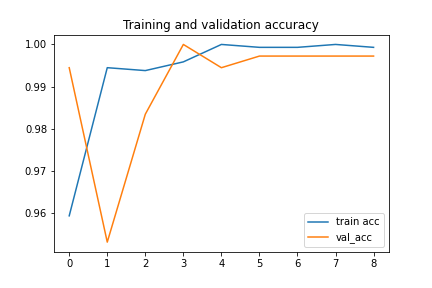 Training and validation accuracy
1.00
0.99
0.98
0.97
0.96
0 1 2 3 4 5 6 7 8
train acc
val_acc